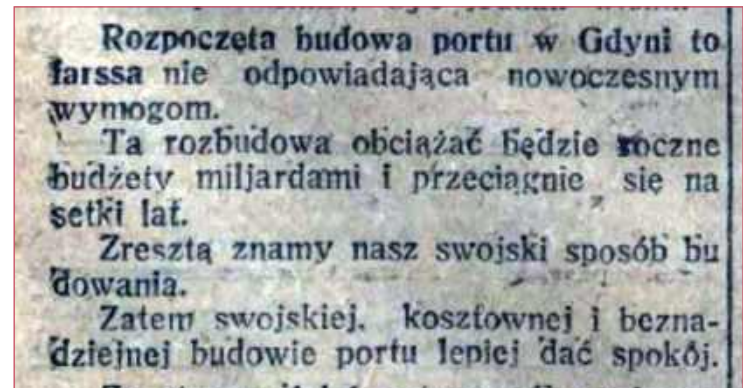 Rozpoczęta budowa portu w Gdyni to
farssa nie odpowiadająca nowoczesnym
wymogom.
Ta rozbudowa obciążać będzie roczne
budżety miljardami i przeciągnie się na
setki lat.
Zresztą znamy nasz swojski sposób bu
dowania.
Zatem swojskiej, kosztownej i bezna-
dziejnej budowie portu lepiej dać spokój.